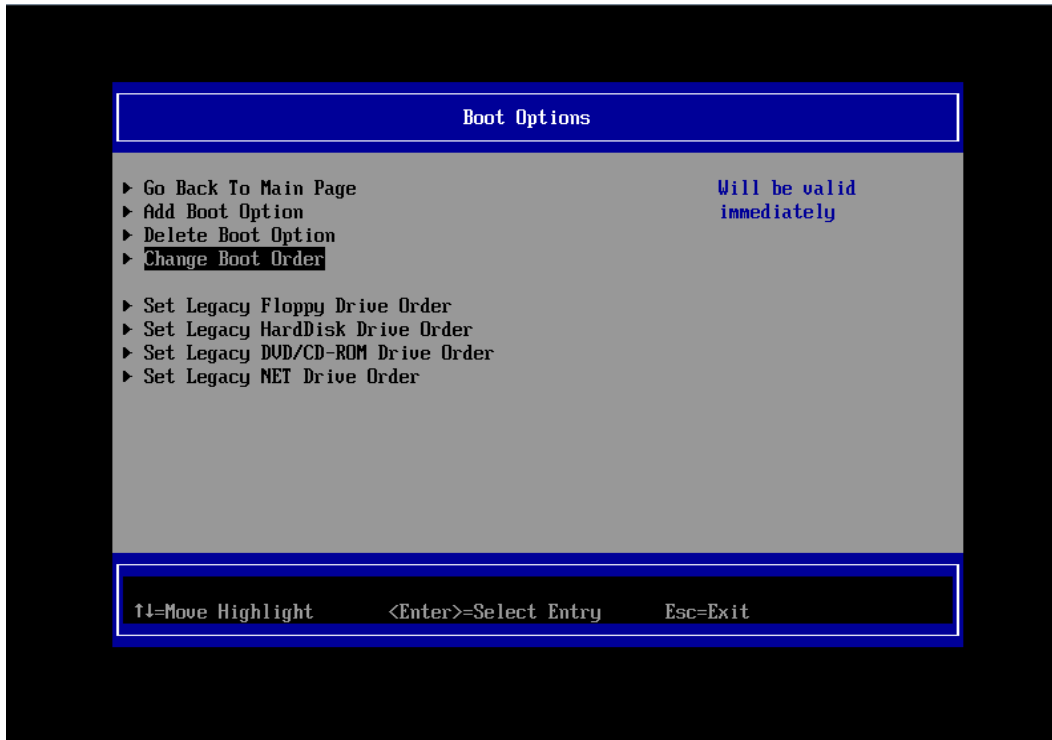 Boot Options
▶ Go Back To Main Page
▶ Add Boot Option
▶ Delete Boot Option
▶ Change Boot Order
Will be valid
immediately
▶ Set Legacy Floppy Drive Order
▶ Set Legacy HardDisk Drive Order
▶ Set Legacy DVD/CD-ROM Drive Order
▶ Set Legacy NET Drive Order
↑↓=Move Highlight <Enter>=Select Entry Esc=Exit